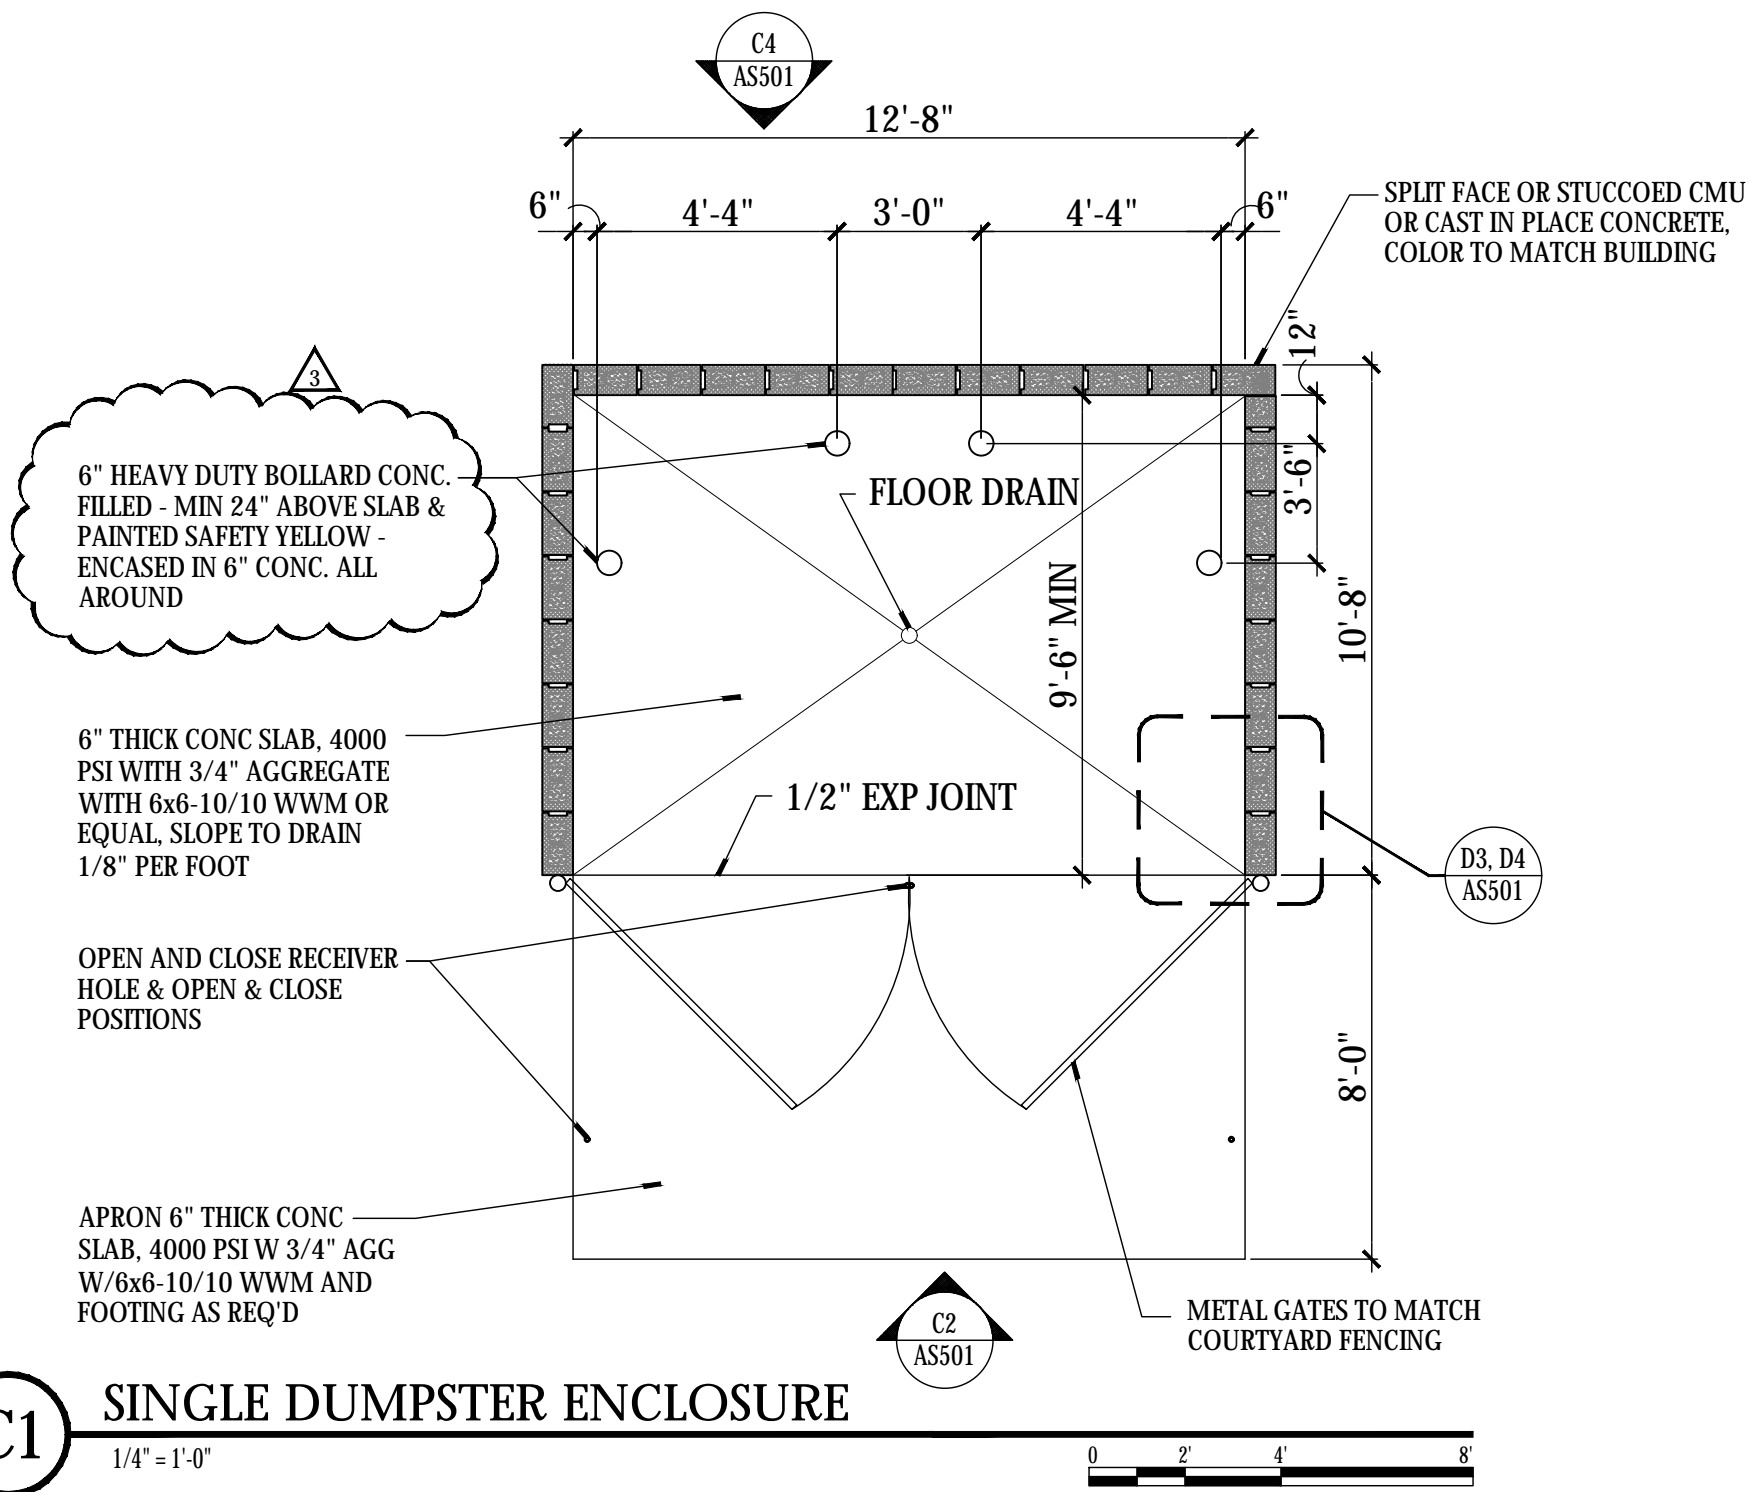 C4
AS501
12'-8"
6"
4'-4"
3'-0"
4'-4"
6"
SPLIT FACE OR STUCCOED CMU
OR CAST IN PLACE CONCRETE,
COLOR TO MATCH BUILDING
12"
3
6" HEAVY DUTY BOLLARD CONC.
FILLED - MIN 24" ABOVE SLAB &
PAINTED SAFETY YELLOW -
ENCASED IN 6" CONC. ALL
AROUND
FLOOR DRAIN
3'-6"
9'-6" MIN
10'-8"
6" THICK CONC SLAB, 4000
PSI WITH 3/4" AGGREGATE
WITH 6x6-10/10 WWM OR
EQUAL, SLOPE TO DRAIN
1/8" PER FOOT
1/2" EXP JOINT
D3, D4
AS501
OPEN AND CLOSE RECEIVER
HOLE & OPEN & CLOSE
POSITIONS
8'-0"
APRON 6" THICK CONC
SLAB, 4000 PSI W 3/4" AGG
W/6x6-10/10 WWM AND
FOOTING AS REQ'D
C2
AS501
METAL GATES TO MATCH
COURTYARD FENCING
C1
SINGLE DUMPSTER ENCLOSURE
1/4" = 1'-0"
0 2' 4' 8'